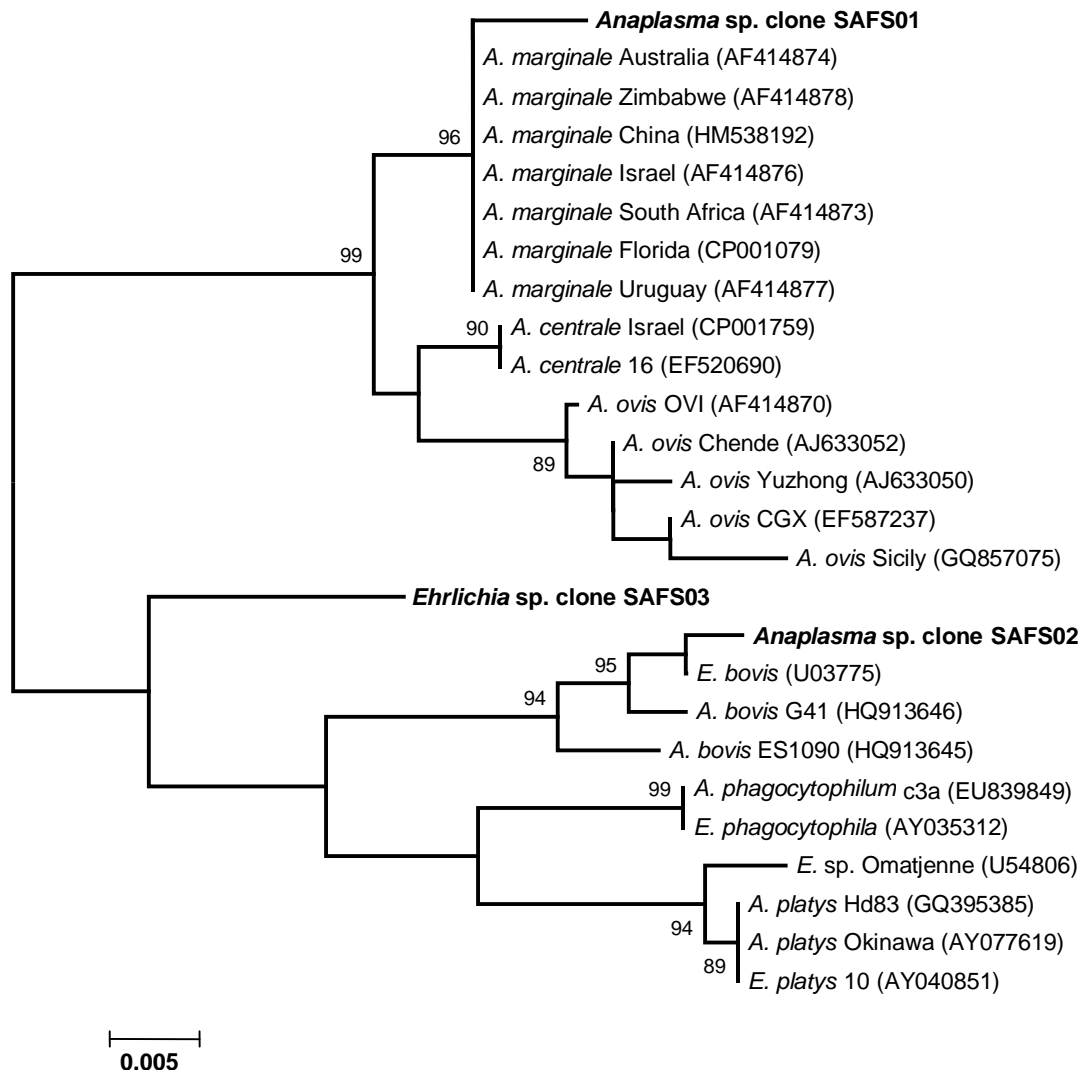 Anaplasma sp. clone SAFS01
A. marginale Australia (AF414874)
A. marginale Zimbabwe (AF414878)
96
A. marginale China (HM538192)
A. marginale Israel (AF414876)
A. marginale South Africa (AF414873)
99
A. marginale Florida (CP001079)
A. marginale Uruguay (AF414877)
90
A. centrale Israel (CP001759)
A. centrale 16 (EF520690)
A. ovis OVI (AF414870)
A. ovis Chende (AJ633052)
89
A. ovis Yuzhong (AJ633050)
A. ovis CGX (EF587237)
A. ovis Sicily (GQ857075)
Ehrlichia sp. clone SAFS03
Anaplasma sp. clone SAFS02
95
E. bovis (U03775)
94
A. bovis G41 (HQ913646)
A. bovis ES1090 (HQ913645)
99
A. phagocytophilum c3a (EU839849)
E. phagocytophila (AY035312)
E. sp. Omatjenne (U54806)
A. platys Hd83 (GQ395385)
94
A. platys Okinawa (AY077619)
89
E. platys 10 (AY040851)
0.005